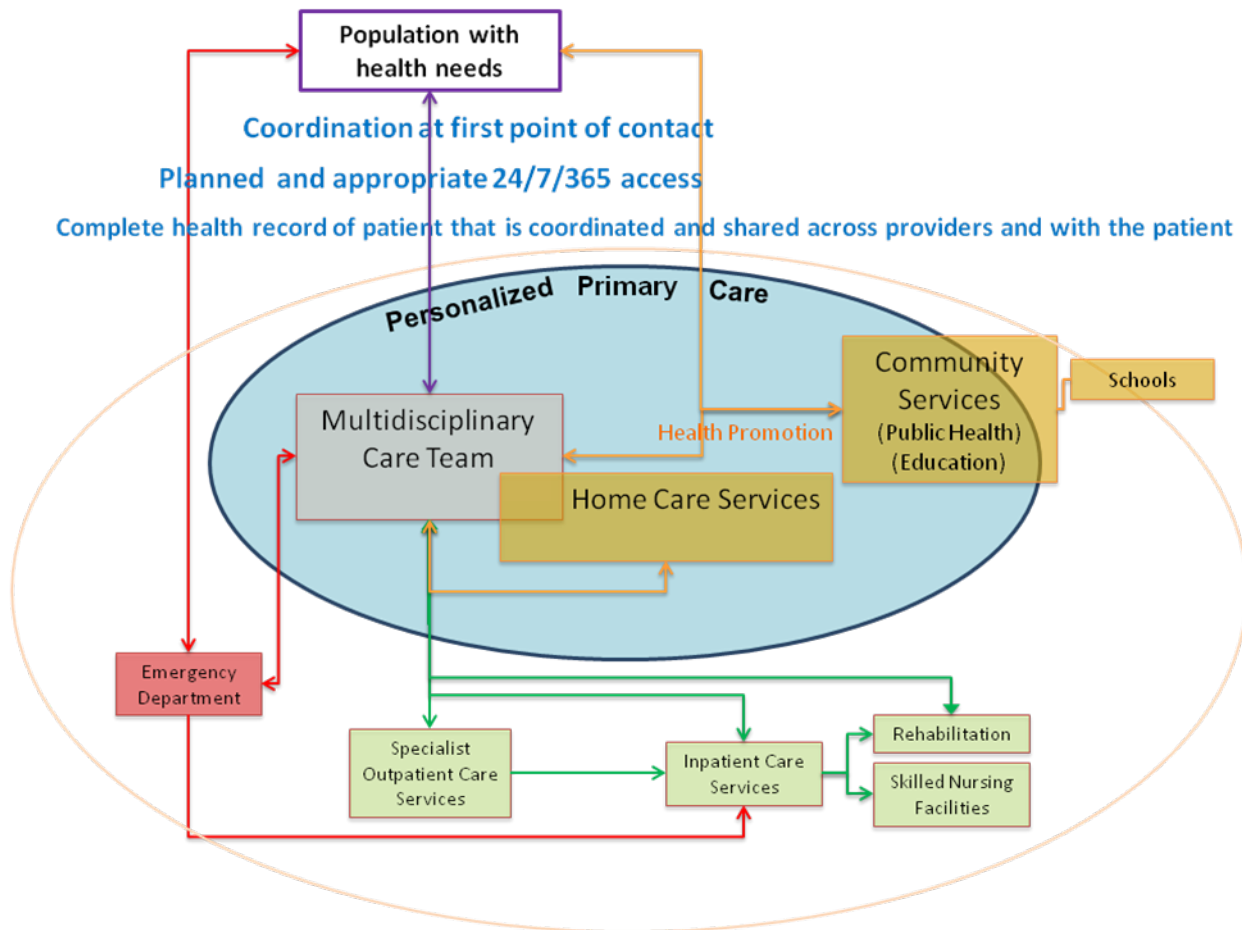 Population with
health needs
Coordination at first point of contact
Planned and appropriate 24/7/365 access
Complete health record of patient that is coordinated and shared across providers and with the patient
Personalized Primary Care
Community
Services
(Public Health)
(Education)
Schools
Multidisciplinary
Care Team
Health Promotion
Home Care Services
Emergency
Department
Specialist
Outpatient Care
Services
Inpatient Care
Services
Rehabilitation
Skilled Nursing
Facilities